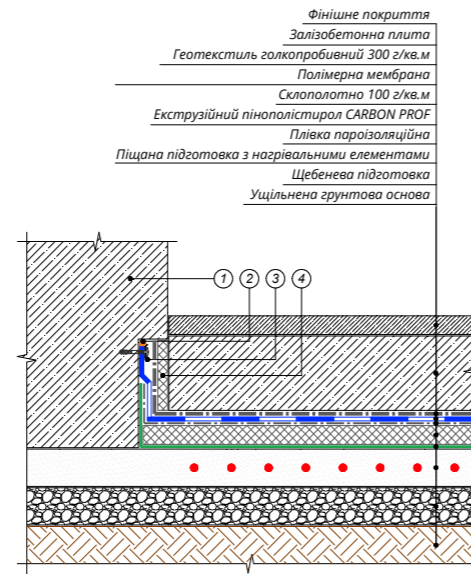 Фінішне покриття
Залізобетонна плита
Геотекстиль голкопробивний 300 г/кв.м
Полімерна мембрана
Склополотно 100 г/кв.м
Екструзійний пінополістирол CARBON PROF
Плівка пароізоляційна
Піщана підготовка з нагрівальними елементами
Щебенева підготовка
Ущільнена грунтова основа
1 2 3 4